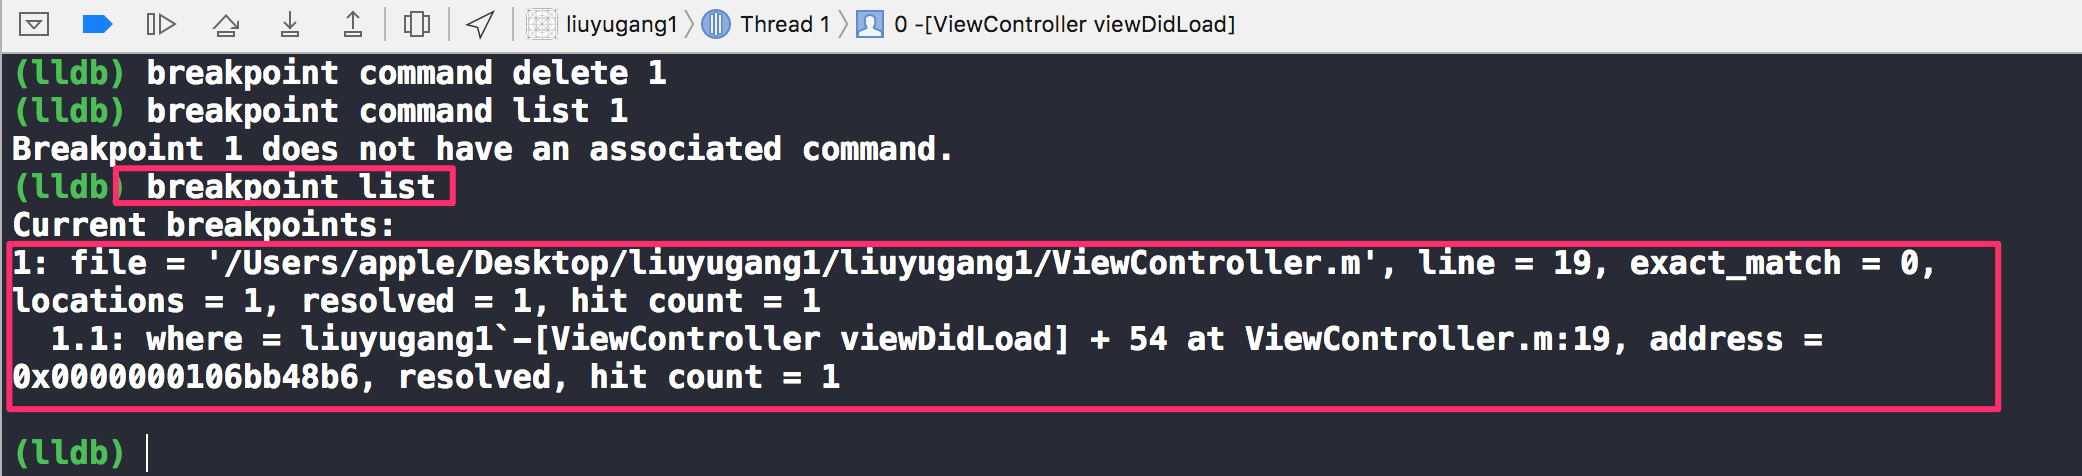 liuyugang1 Thread 1 0 -[ViewController viewDidLoad]
(lldb) breakpoint command delete 1
(lldb) breakpoint command list 1
Breakpoint 1 does not have an associated command.
(lldb) breakpoint list
Current breakpoints:
1: file = '/Users/apple/Desktop/liuyugang1/liuyugang1/ViewController.m', line = 19, exact_match = 0,
locations = 1, resolved = 1, hit count = 1
  1.1: where = liuyugang1`-[ViewController viewDidLoad] + 54 at ViewController.m:19, address =
0x0000000106bb48b6, resolved, hit count = 1
(lldb)